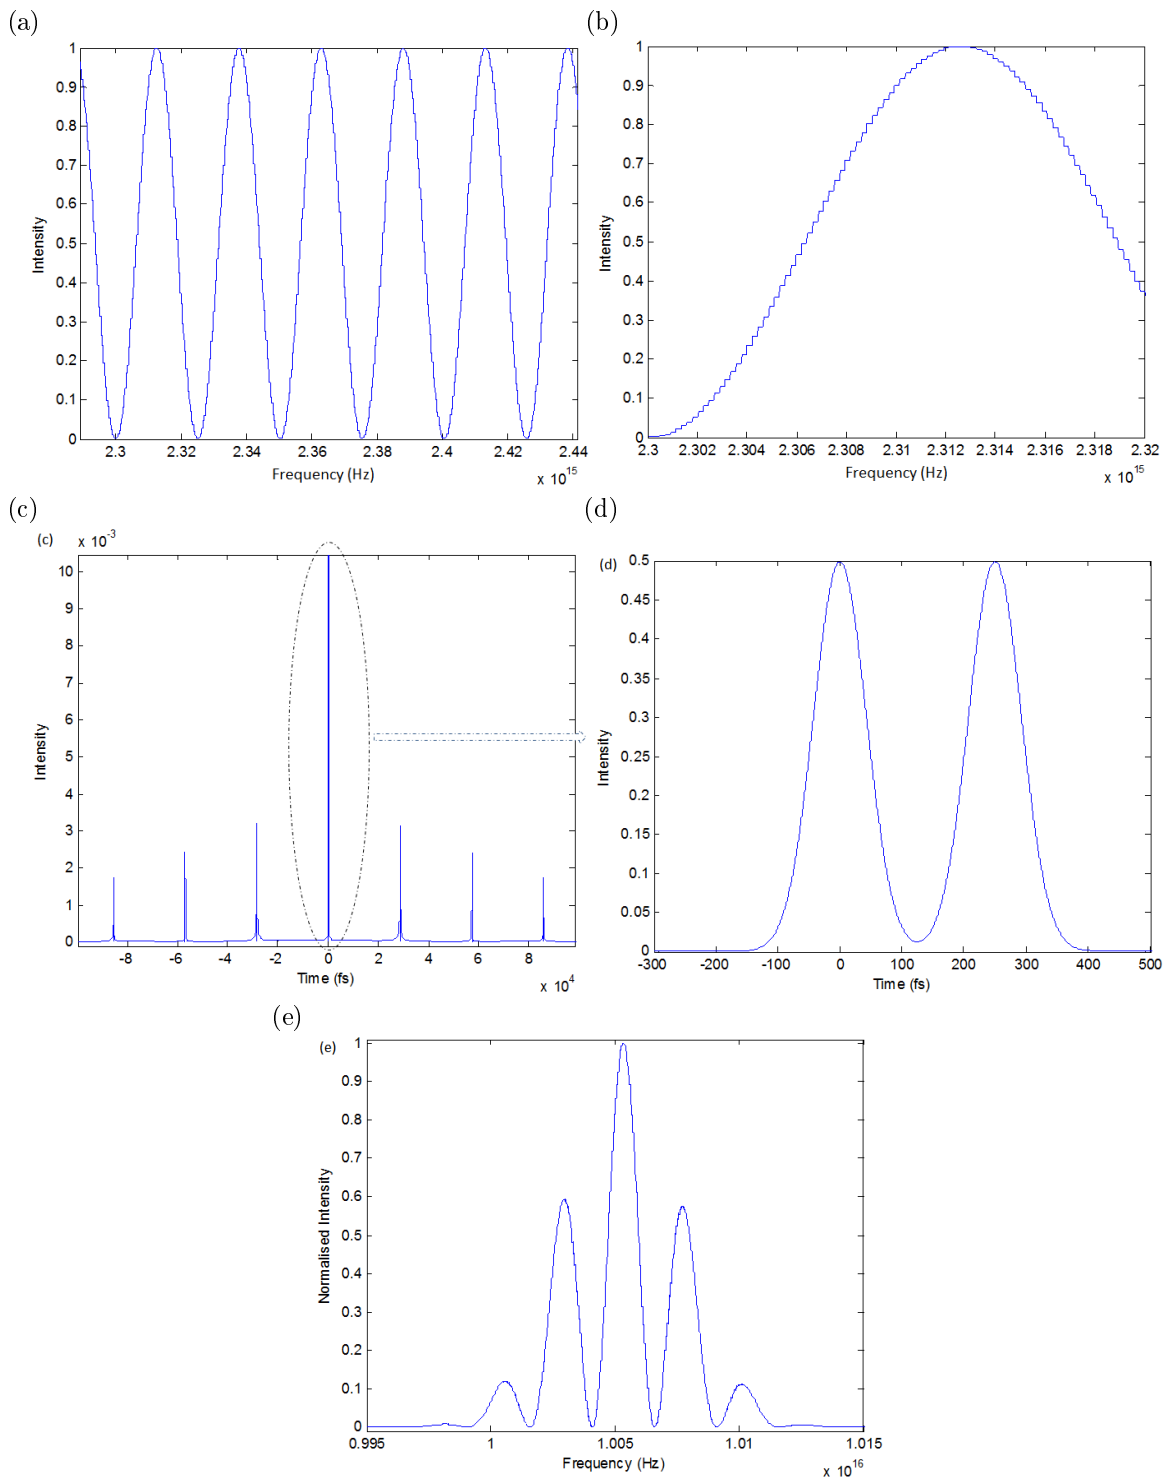 (a)
1
0.9
0.8
0.7
0.6
0.5
0.4
0.3
0.2
0.1
0
Intensity
2.3 2.32 2.34 2.36 2.38 2.4 2.42 2.44
Frequency (Hz)
x 10^15
(b)
1
0.9
0.8
0.7
0.6
0.5
0.4
0.3
0.2
0.1
0
Intensity
2.3 2.302 2.304 2.306 2.308 2.31 2.312 2.314 2.316 2.318 2.32
Frequency (Hz)
x 10^15
(c)
(c)
x 10^-3
10
9
8
7
6
5
4
3
2
1
0
Intensity
-8 -6 -4 -2 0 2 4 6 8
Time (fs)
x 10^4
(d)
(d)
0.5
0.45
0.4
0.35
0.3
0.25
0.2
0.15
0.1
0.05
0
Intensity
-300 -200 -100 0 100 200 300 400 500
Time (fs)
(e)
(e)
1
0.9
0.8
0.7
0.6
0.5
0.4
0.3
0.2
0.1
0
Normalised Intensity
0.995 1 1.005 1.01 1.015
Frequency (Hz)
x 10^16